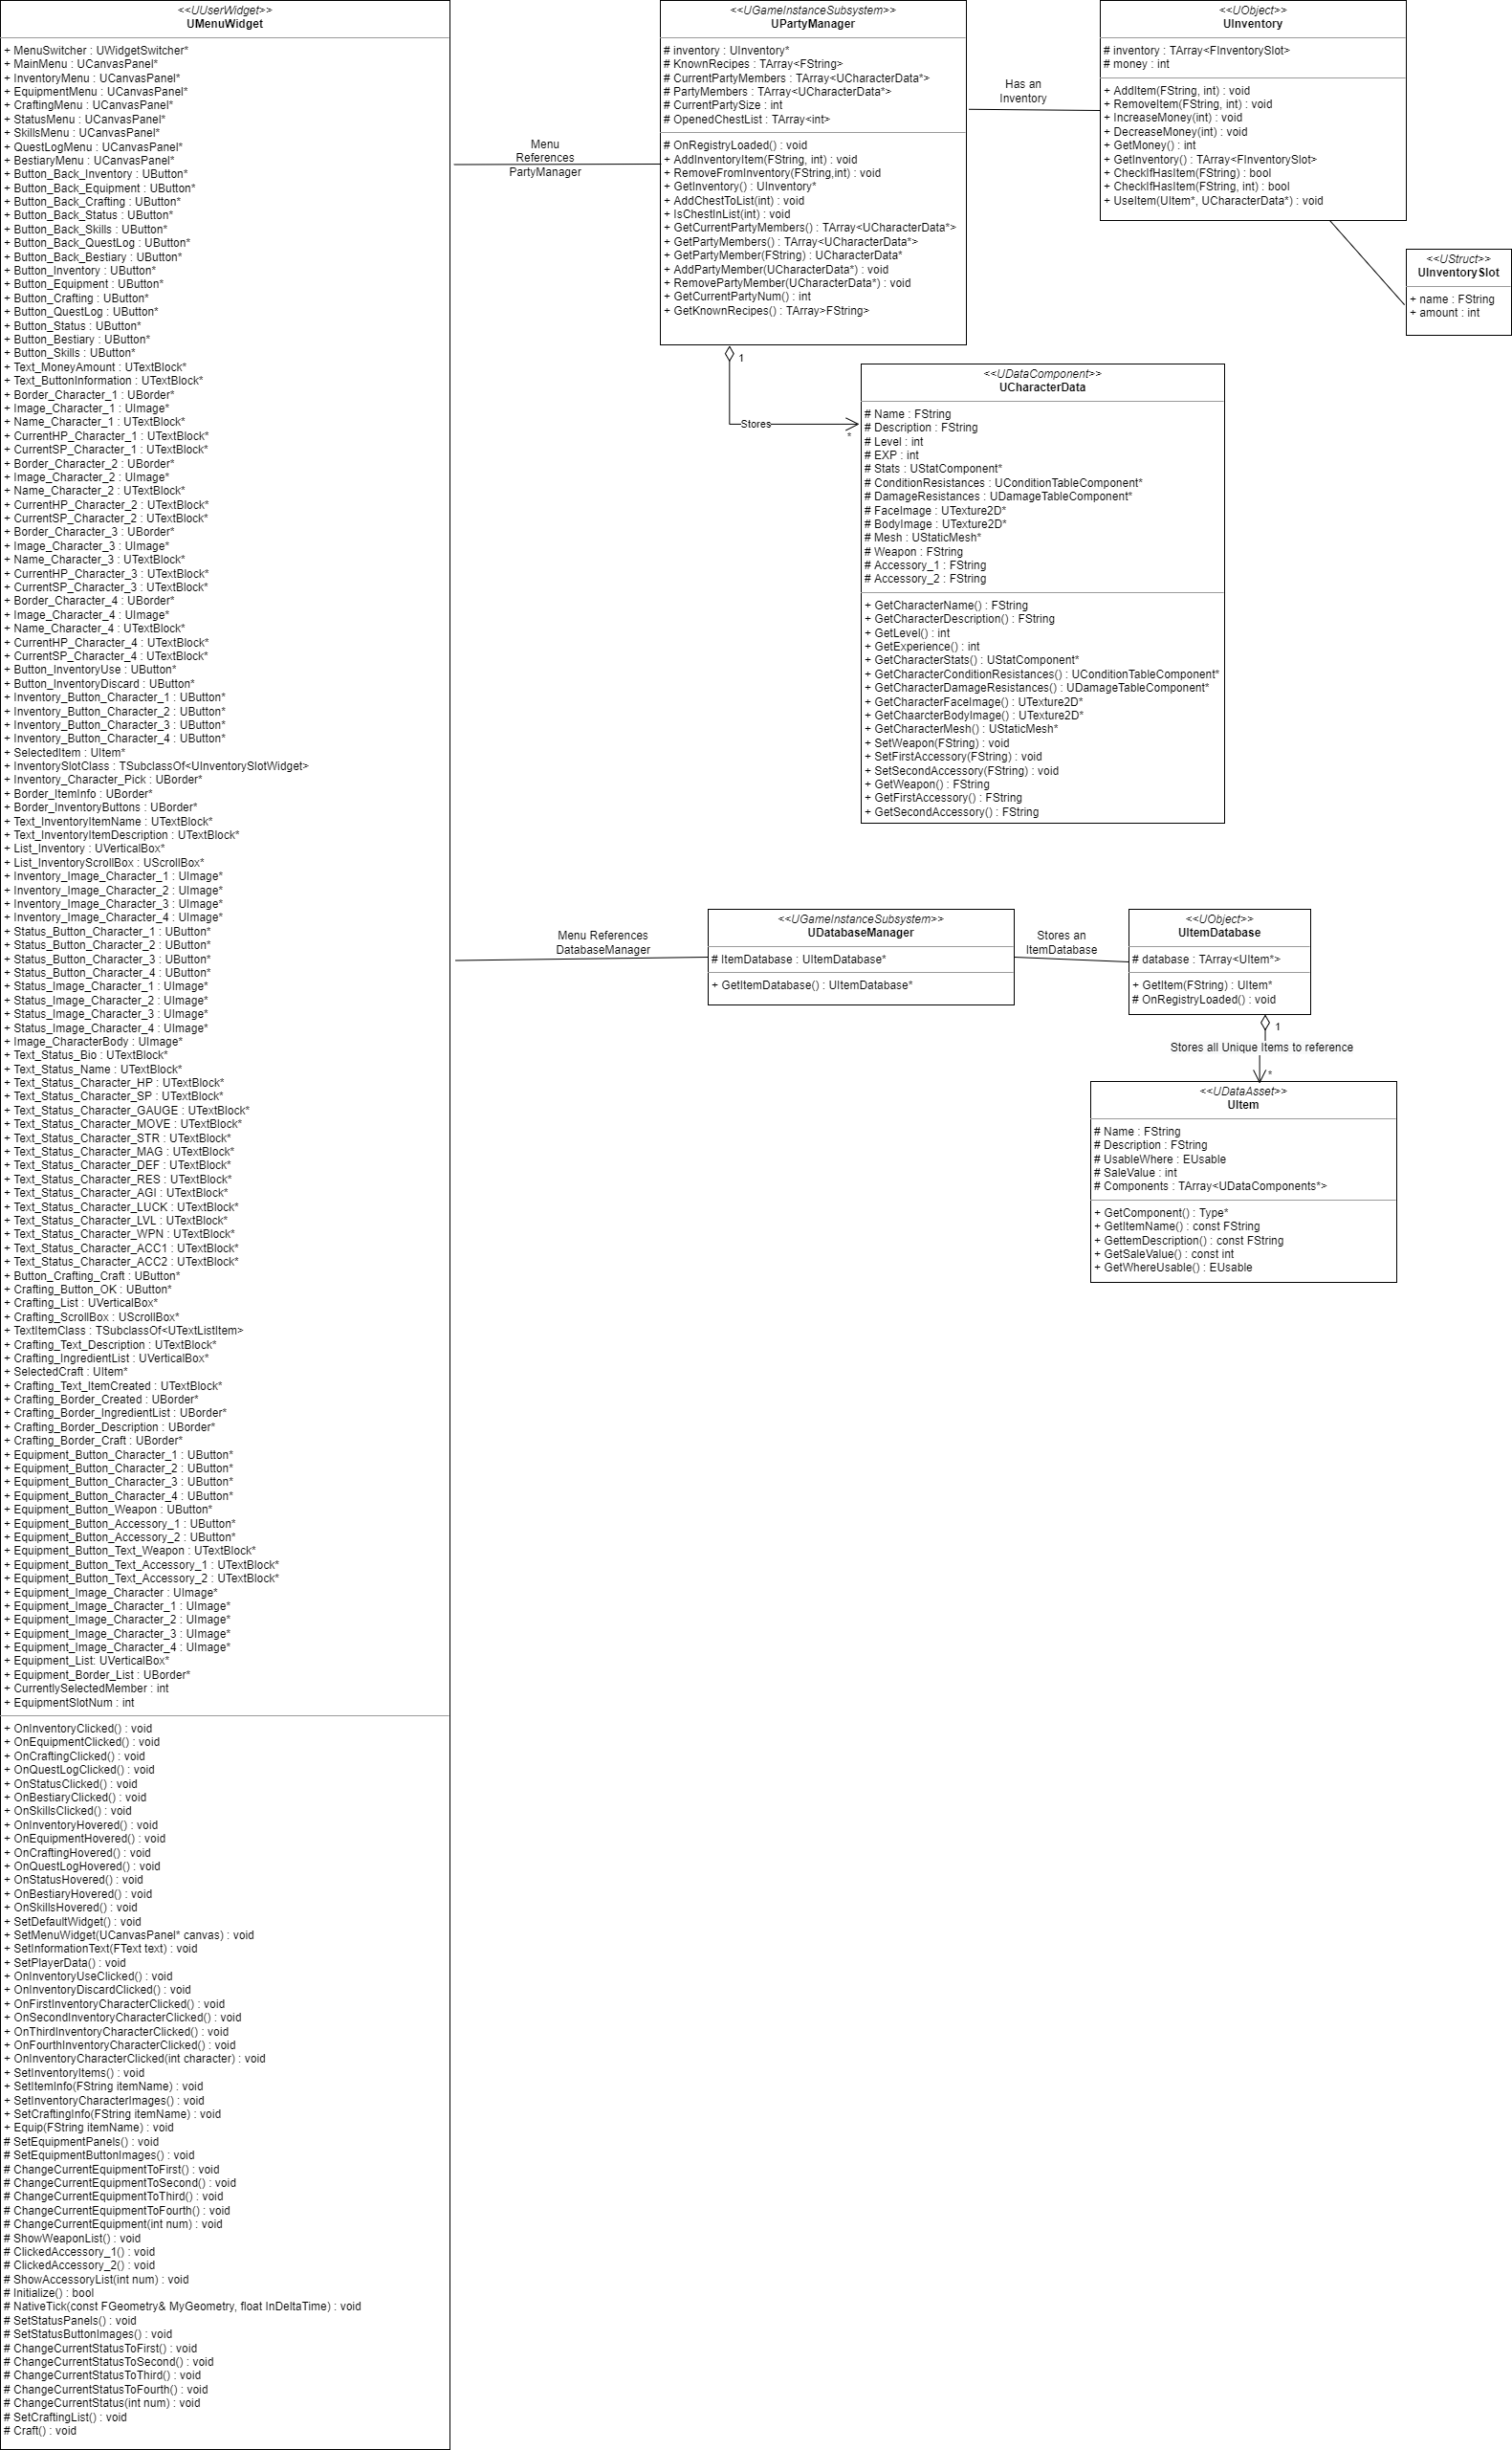 <<UUserWidget>>
UMenuWidget
+ MenuSwitcher : UWidgetSwitcher*
+ MainMenu : UCanvasPanel*
+ InventoryMenu : UCanvasPanel*
+ EquipmentMenu : UCanvasPanel*
+ CraftingMenu : UCanvasPanel*
+ StatusMenu : UCanvasPanel*
+ SkillsMenu : UCanvasPanel*
+ QuestLogMenu : UCanvasPanel*
+ BestiaryMenu : UCanvasPanel*
+ Button_Back_Inventory : UButton*
+ Button_Back_Equipment : UButton*
+ Button_Back_Crafting : UButton*
+ Button_Back_Status : UButton*
+ Button_Back_Skills : UButton*
+ Button_Back_QuestLog : UButton*
+ Button_Back_Bestiary : UButton*
+ Button_Inventory : UButton*
+ Button_Equipment : UButton*
+ Button_Crafting : UButton*
+ Button_QuestLog : UButton*
+ Button_Status : UButton*
+ Button_Bestiary : UButton*
+ Button_Skills : UButton*
+ Text_MoneyAmount : UTextBlock*
+ Text_ButtonInformation : UTextBlock*
+ Border_Character_1 : UBorder*
+ Image_Character_1 : UImage*
+ Name_Character_1 : UTextBlock*
+ CurrentHP_Character_1 : UTextBlock*
+ CurrentSP_Character_1 : UTextBlock*
+ Border_Character_2 : UBorder*
+ Image_Character_2 : UImage*
+ Name_Character_2 : UTextBlock*
+ CurrentHP_Character_2 : UTextBlock*
+ CurrentSP_Character_2 : UTextBlock*
+ Border_Character_3 : UBorder*
+ Image_Character_3 : UImage*
+ Name_Character_3 : UTextBlock*
+ CurrentHP_Character_3 : UTextBlock*
+ CurrentSP_Character_3 : UTextBlock*
+ Border_Character_4 : UBorder*
+ Image_Character_4 : UImage*
+ Name_Character_4 : UTextBlock*
+ CurrentHP_Character_4 : UTextBlock*
+ CurrentSP_Character_4 : UTextBlock*
+ Button_InventoryUse : UButton*
+ Button_InventoryDiscard : UButton*
+ Inventory_Button_Character_1 : UButton*
+ Inventory_Button_Character_2 : UButton*
+ Inventory_Button_Character_3 : UButton*
+ Inventory_Button_Character_4 : UButton*
+ SelectedItem : UItem*
+ InventorySlotClass : TSubclassOf<UInventorySlotWidget>
+ Inventory_Character_Pick : UBorder*
+ Border_ItemInfo : UBorder*
+ Border_InventoryButtons : UBorder*
+ Text_InventoryItemName : UTextBlock*
+ Text_InventoryItemDescription : UTextBlock*
+ List_Inventory : UVerticalBox*
+ List_InventoryScrollBox : UScrollBox*
+ Inventory_Image_Character_1 : UImage*
+ Inventory_Image_Character_2 : UImage*
+ Inventory_Image_Character_3 : UImage*
+ Inventory_Image_Character_4 : UImage*
+ Status_Button_Character_1 : UButton*
+ Status_Button_Character_2 : UButton*
+ Status_Button_Character_3 : UButton*
+ Status_Button_Character_4 : UButton*
+ Status_Image_Character_1 : UImage*
+ Status_Image_Character_2 : UImage*
+ Status_Image_Character_3 : UImage*
+ Status_Image_Character_4 : UImage*
+ Image_CharacterBody : UImage*
+ Text_Status_Bio : UTextBlock*
+ Text_Status_Name : UTextBlock*
+ Text_Status_Character_HP : UTextBlock*
+ Text_Status_Character_SP : UTextBlock*
+ Text_Status_Character_GAUGE : UTextBlock*
+ Text_Status_Character_MOVE : UTextBlock*
+ Text_Status_Character_STR : UTextBlock*
+ Text_Status_Character_MAG : UTextBlock*
+ Text_Status_Character_DEF : UTextBlock*
+ Text_Status_Character_RES : UTextBlock*
+ Text_Status_Character_AGI : UTextBlock*
+ Text_Status_Character_LUCK : UTextBlock*
+ Text_Status_Character_LVL : UTextBlock*
+ Text_Status_Character_WPN : UTextBlock*
+ Text_Status_Character_ACC1 : UTextBlock*
+ Text_Status_Character_ACC2 : UTextBlock*
+ Button_Crafting_Craft : UButton*
+ Crafting_Button_OK : UButton*
+ Crafting_List : UVerticalBox*
+ Crafting_ScrollBox : UScrollBox*
+ TextItemClass : TSubclassOf<UTextListItem>
+ Crafting_Text_Description : UTextBlock*
+ Crafting_IngredientList : UVerticalBox*
+ SelectedCraft : UItem*
+ Crafting_Text_ItemCreated : UTextBlock*
+ Crafting_Border_Created : UBorder*
+ Crafting_Border_IngredientList : UBorder*
+ Crafting_Border_Description : UBorder*
+ Crafting_Border_Craft : UBorder*
+ Equipment_Button_Character_1 : UButton*
+ Equipment_Button_Character_2 : UButton*
+ Equipment_Button_Character_3 : UButton*
+ Equipment_Button_Character_4 : UButton*
+ Equipment_Button_Weapon : UButton*
+ Equipment_Button_Accessory_1 : UButton*
+ Equipment_Button_Accessory_2 : UButton*
+ Equipment_Button_Text_Weapon : UTextBlock*
+ Equipment_Button_Text_Accessory_1 : UTextBlock*
+ Equipment_Button_Text_Accessory_2 : UTextBlock*
+ Equipment_Image_Character : UImage*
+ Equipment_Image_Character_1 : UImage*
+ Equipment_Image_Character_2 : UImage*
+ Equipment_Image_Character_3 : UImage*
+ Equipment_Image_Character_4 : UImage*
+ Equipment_List: UVerticalBox*
+ Equipment_Border_List : UBorder*
+ CurrentlySelectedMember : int
+ EquipmentSlotNum : int
+ OnInventoryClicked() : void
+ OnEquipmentClicked() : void
+ OnCraftingClicked() : void
+ OnQuestLogClicked() : void
+ OnStatusClicked() : void
+ OnBestiaryClicked() : void
+ OnSkillsClicked() : void
+ OnInventoryHovered() : void
+ OnEquipmentHovered() : void
+ OnCraftingHovered() : void
+ OnQuestLogHovered() : void
+ OnStatusHovered() : void
+ OnBestiaryHovered() : void
+ OnSkillsHovered() : void
+ SetDefaultWidget() : void
+ SetMenuWidget(UCanvasPanel* canvas) : void
+ SetInformationText(FText text) : void
+ SetPlayerData() : void
+ OnInventoryUseClicked() : void
+ OnInventoryDiscardClicked() : void
+ OnFirstInventoryCharacterClicked() : void
+ OnSecondInventoryCharacterClicked() : void
+ OnThirdInventoryCharacterClicked() : void
+ OnFourthInventoryCharacterClicked() : void
+ OnInventoryCharacterClicked(int character) : void
+ SetInventoryItems() : void
+ SetItemInfo(FString itemName) : void
+ SetInventoryCharacterImages() : void
+ SetCraftingInfo(FString itemName) : void
+ Equip(FString itemName) : void
# SetEquipmentPanels() : void
# SetEquipmentButtonImages() : void
# ChangeCurrentEquipmentToFirst() : void
# ChangeCurrentEquipmentToSecond() : void
# ChangeCurrentEquipmentToThird() : void
# ChangeCurrentEquipmentToFourth() : void
# ChangeCurrentEquipment(int num) : void
# ShowWeaponList() : void
# ClickedAccessory_1() : void
# ClickedAccessory_2() : void
# ShowAccessoryList(int num) : void
# Initialize() : bool
# NativeTick(const FGeometry& MyGeometry, float InDeltaTime) : void
# SetStatusPanels() : void
# SetStatusButtonImages() : void
# ChangeCurrentStatusToFirst() : void
# ChangeCurrentStatusToSecond() : void
# ChangeCurrentStatusToThird() : void
# ChangeCurrentStatusToFourth() : void
# ChangeCurrentStatus(int num) : void
# SetCraftingList() : void
# Craft() : void
Menu
References
PartyManager
<<UGameInstanceSubsystem>>
UPartyManager
# inventory : UInventory*
# KnownRecipes : TArray<FString>
# CurrentPartyMembers : TArray<UCharacterData*>
# PartyMembers : TArray<UCharacterData*>
# CurrentPartySize : int
# OpenedChestList : TArray<int>
# OnRegistryLoaded() : void
+ AddInventoryItem(FString, int) : void
+ RemoveFromInventory(FString,int) : void
+ GetInventory() : UInventory*
+ AddChestToList(int) : void
+ IsChestInList(int) : void
+ GetCurrentPartyMembers() : TArray<UCharacterData*>
+ GetPartyMembers() : TArray<UCharacterData*>
+ GetPartyMember(FString) : UCharacterData*
+ AddPartyMember(UCharacterData*) : void
+ RemovePartyMember(UCharacterData*) : void
+ GetCurrentPartyNum() : int
+ GetKnownRecipes() : TArray>FString>
Has an
Inventory
<<UObject>>
UInventory
# inventory : TArray<FInventorySlot>
# money : int
+ AddItem(FString, int) : void
+ RemoveItem(FString, int) : void
+ IncreaseMoney(int) : void
+ DecreaseMoney(int) : void
+ GetMoney() : int
+ GetInventory() : TArray<FInventorySlot>
+ CheckIfHasItem(FString) : bool
+ CheckIfHasItem(FString, int) : bool
+ UseItem(UItem*, UCharacterData*) : void
<<UStruct>>
UInventorySlot
+ name : FString
+ amount : int
1
Stores
*
<<UDataComponent>>
UCharacterData
# Name : FString
# Description : FString
# Level : int
# EXP : int
# Stats : UStatComponent*
# ConditionResistances : UConditionTableComponent*
# DamageResistances : UDamageTableComponent*
# FaceImage : UTexture2D*
# BodyImage : UTexture2D*
# Mesh : UStaticMesh*
# Weapon : FString
# Accessory_1 : FString
# Accessory_2 : FString
+ GetCharacterName() : FString
+ GetCharacterDescription() : FString
+ GetLevel() : int
+ GetExperience() : int
+ GetCharacterStats() : UStatComponent*
+ GetCharacterConditionResistances() : UConditionTableComponent*
+ GetCharacterDamageResistances() : UDamageTableComponent*
+ GetCharacterFaceImage() : UTexture2D*
+ GetChaarcterBodyImage() : UTexture2D*
+ GetCharacterMesh() : UStaticMesh*
+ SetWeapon(FString) : void
+ SetFirstAccessory(FString) : void
+ SetSecondAccessory(FString) : void
+ GetWeapon() : FString
+ GetFirstAccessory() : FString
+ GetSecondAccessory() : FString
Menu References
DatabaseManager
<<UGameInstanceSubsystem>>
UDatabaseManager
# ItemDatabase : UItemDatabase*
+ GetItemDatabase() : UItemDatabase*
Stores an
ItemDatabase
<<UObject>>
UItemDatabase
# database : TArray<UItem*>
+ GetItem(FString) : UItem*
# OnRegistryLoaded() : void
1
Stores all Unique Items to reference
*
<<UDataAsset>>
UItem
# Name : FString
# Description : FString
# UsableWhere : EUsable
# SaleValue : int
# Components : TArray<UDataComponents*>
+ GetComponent() : Type*
+ GetItemName() : const FString
+ GettemDescription() : const FString
+ GetSaleValue() : const int
+ GetWhereUsable() : EUsable